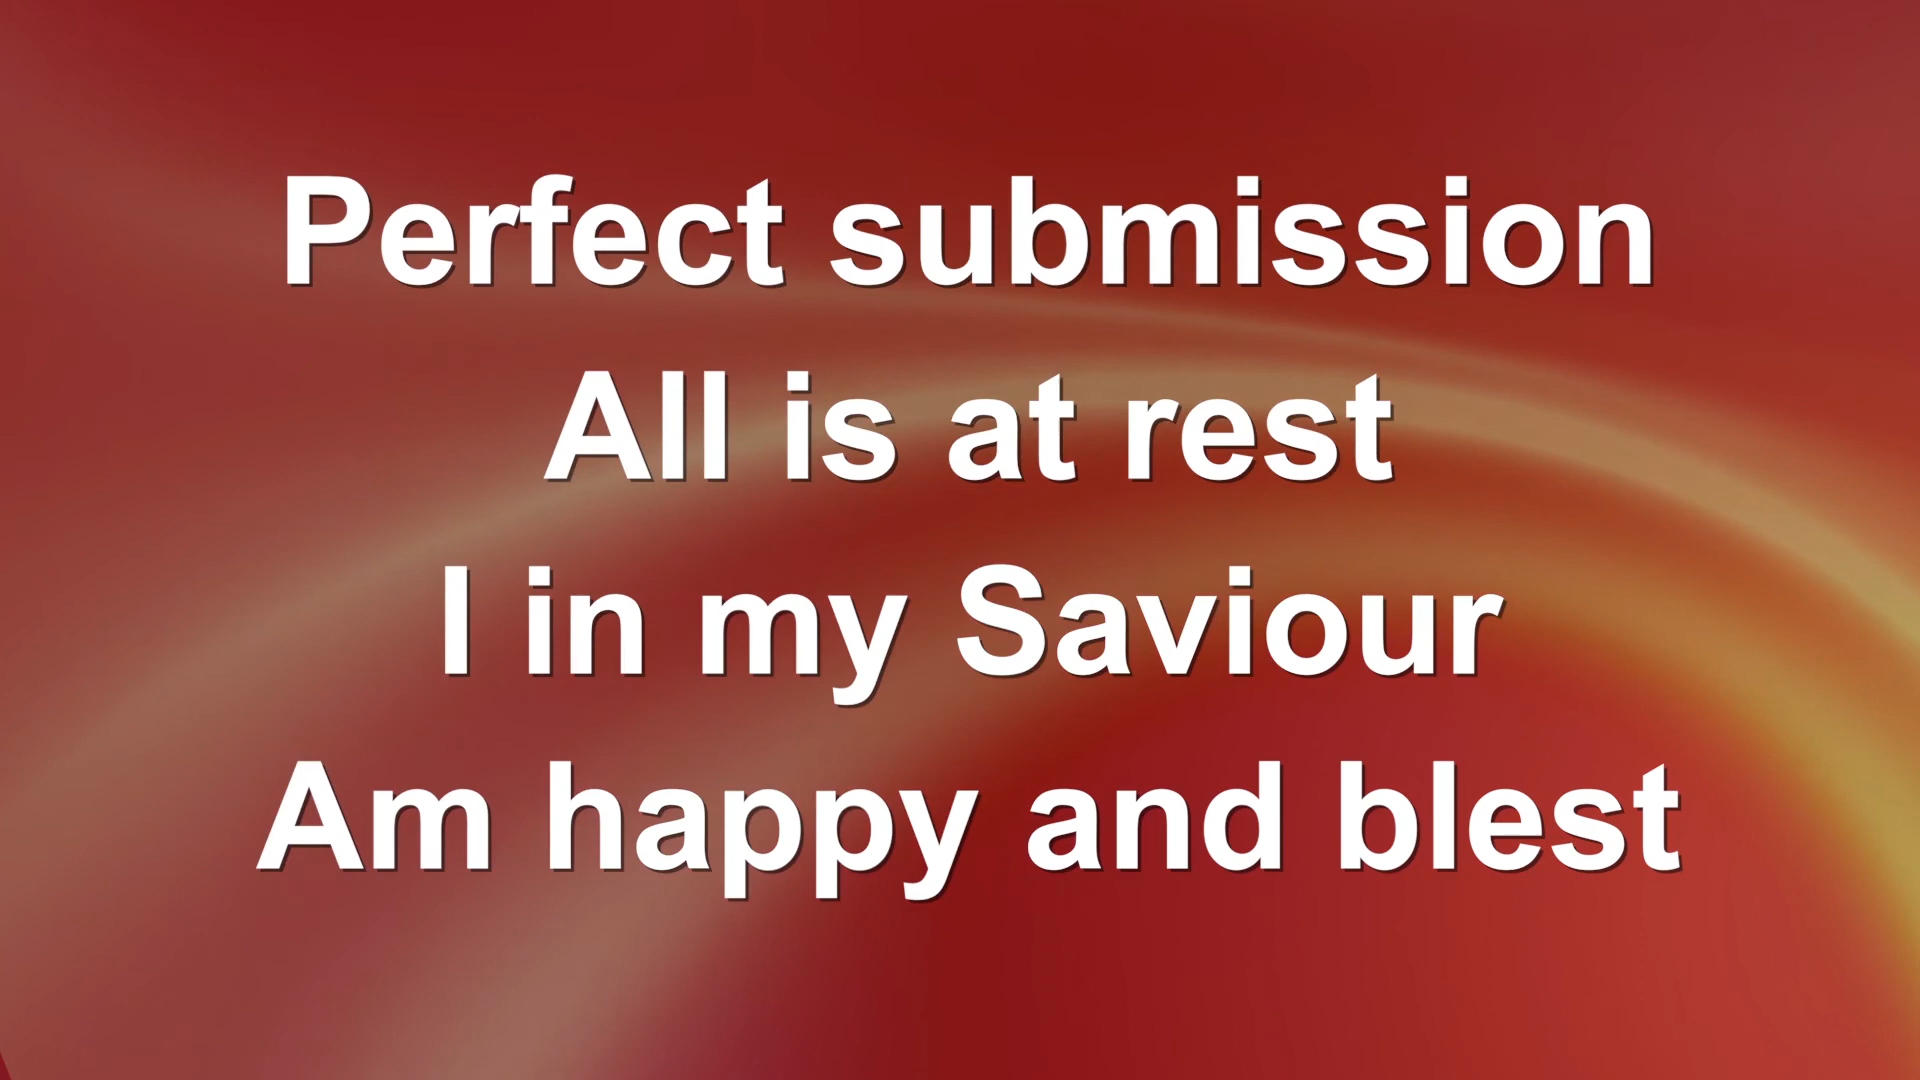 Perfect submission
All is at rest
I in my Saviour
Am happy and blest